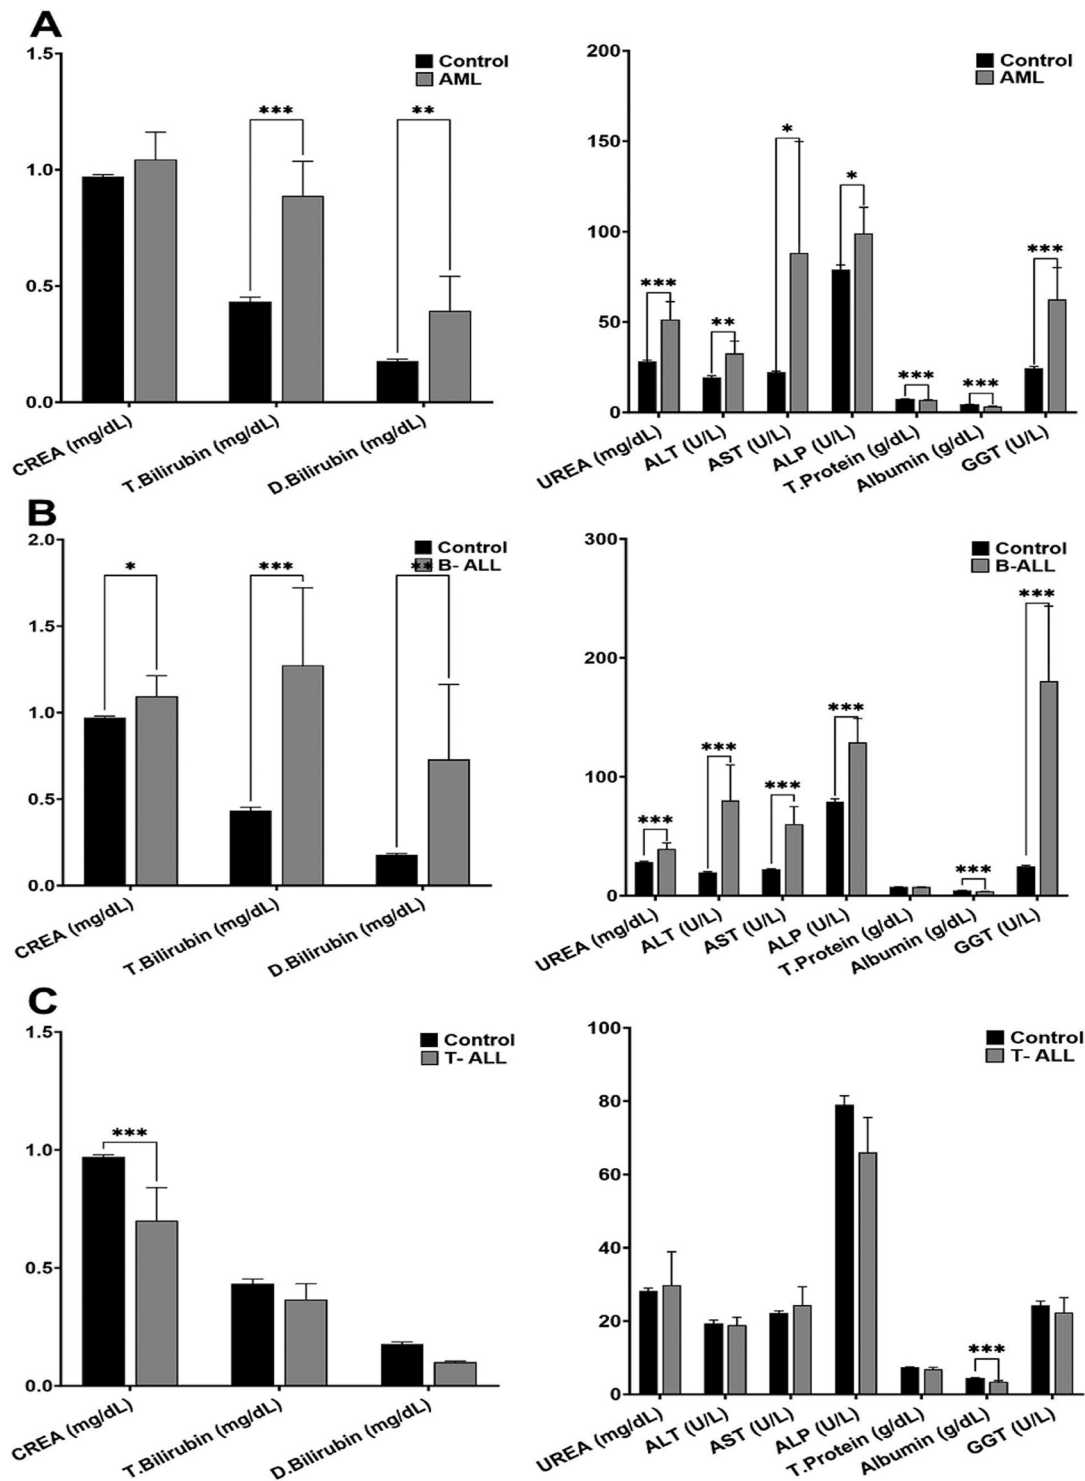 A
1.5
1.0
0.5
0.0
Control
AML
***
**
CREA (mg/dL)
T.Bilirubin (mg/dL)
D.Bilirubin (mg/dL)
200
150
100
50
0
Control
AML
***
**
*
*
***
***
***
UREA (mg/dL)
ALT (U/L)
AST (U/L)
ALP (U/L)
T.Protein (g/dL)
Albumin (g/dL)
GGT (U/L)
B
2.0
1.5
1.0
0.5
0.0
Control
B- ALL
*
***
**
CREA (mg/dL)
T.Bilirubin (mg/dL)
D.Bilirubin (mg/dL)
300
200
100
0
Control
B-ALL
***
***
***
***
***
***
UREA (mg/dL)
ALT (U/L)
AST (U/L)
ALP (U/L)
T.Protein (g/dL)
Albumin (g/dL)
GGT (U/L)
C
1.5
1.0
0.5
0.0
Control
T- ALL
***
CREA (mg/dL)
T.Bilirubin (mg/dL)
D.Bilirubin (mg/dL)
100
80
60
40
20
0
Control
T- ALL
***
UREA (mg/dL)
ALT (U/L)
AST (U/L)
ALP (U/L)
T.Protein (g/dL)
Albumin (g/dL)
GGT (U/L)